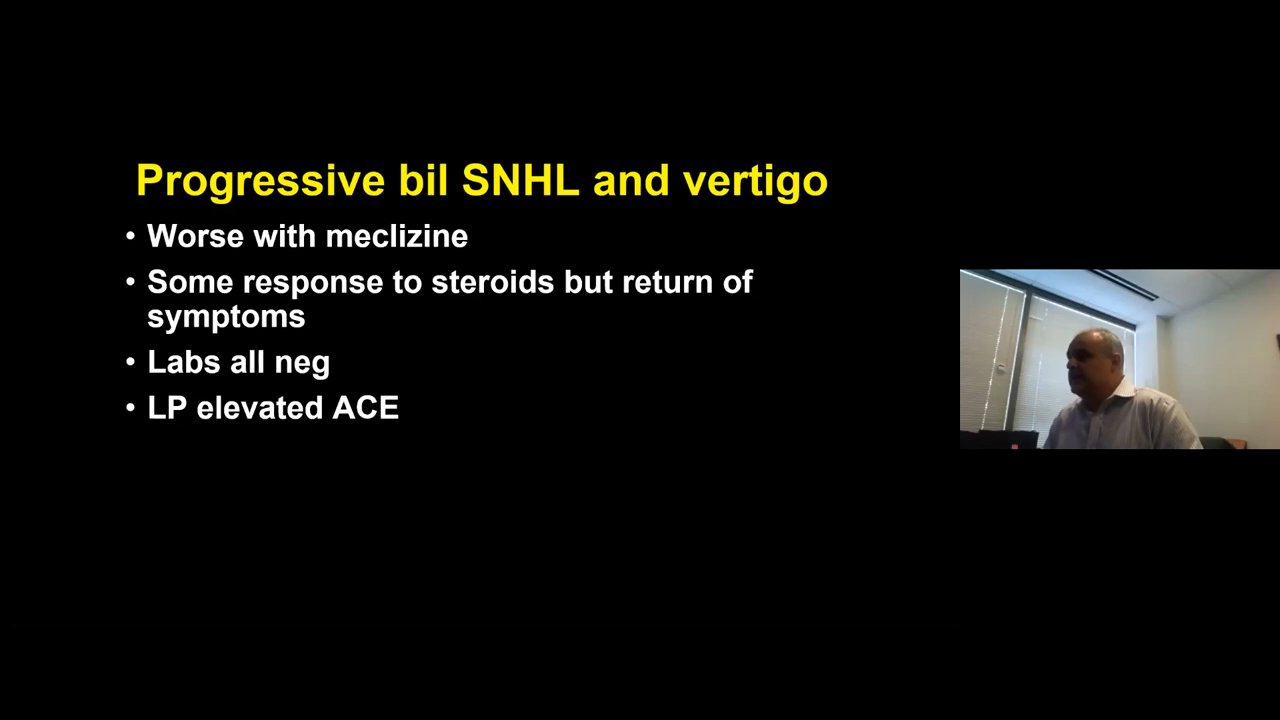 Progressive bil SNHL and vertigo
• Worse with meclizine
• Some response to steroids but return of
symptoms
• Labs all neg
• LP elevated ACE